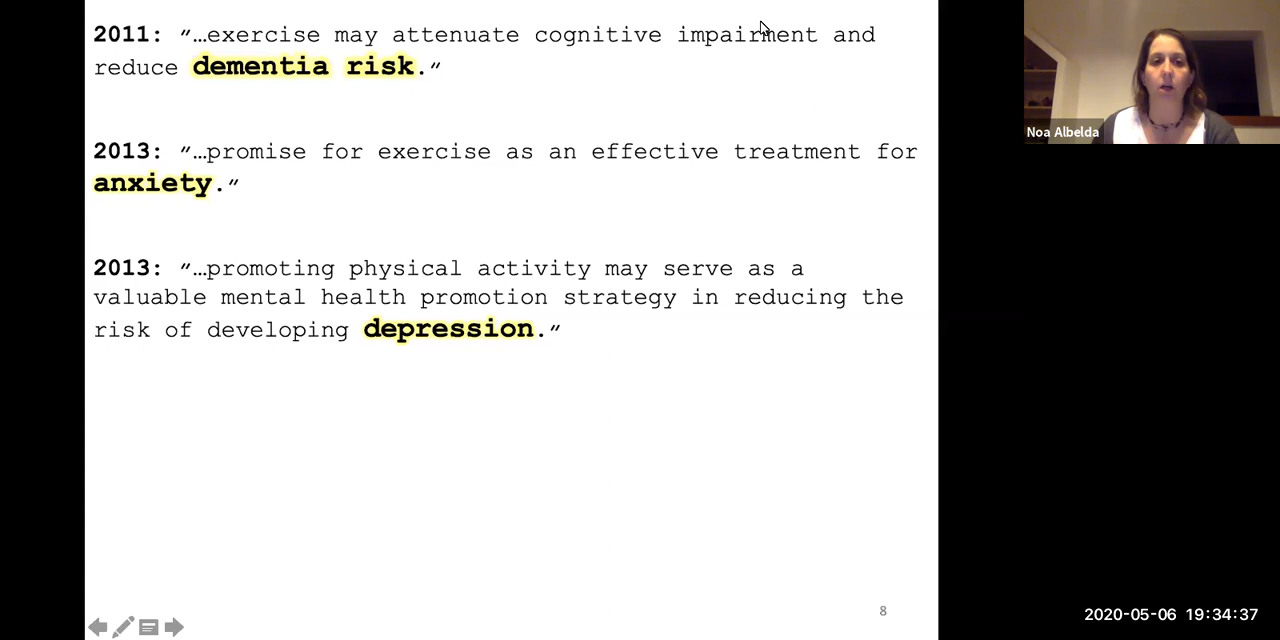 2011: “…exercise may attenuate cognitive impairment and
reduce dementia risk.”
2013: “…promise for exercise as an effective treatment for
anxiety.”
2013: “…promoting physical activity may serve as a
valuable mental health promotion strategy in reducing the
risk of developing depression.”
8
Noa Albelda
2020-05-06 19:34:37